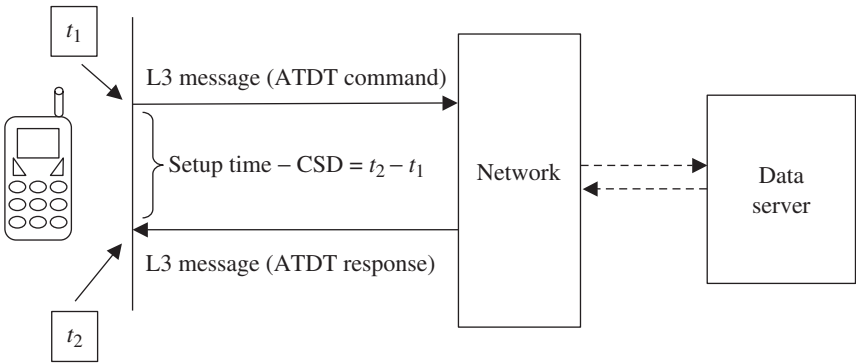 t1
L3 message (ATDT command)
Setup time – CSD = t2 – t1
Network
Data
server
L3 message (ATDT response)
t2